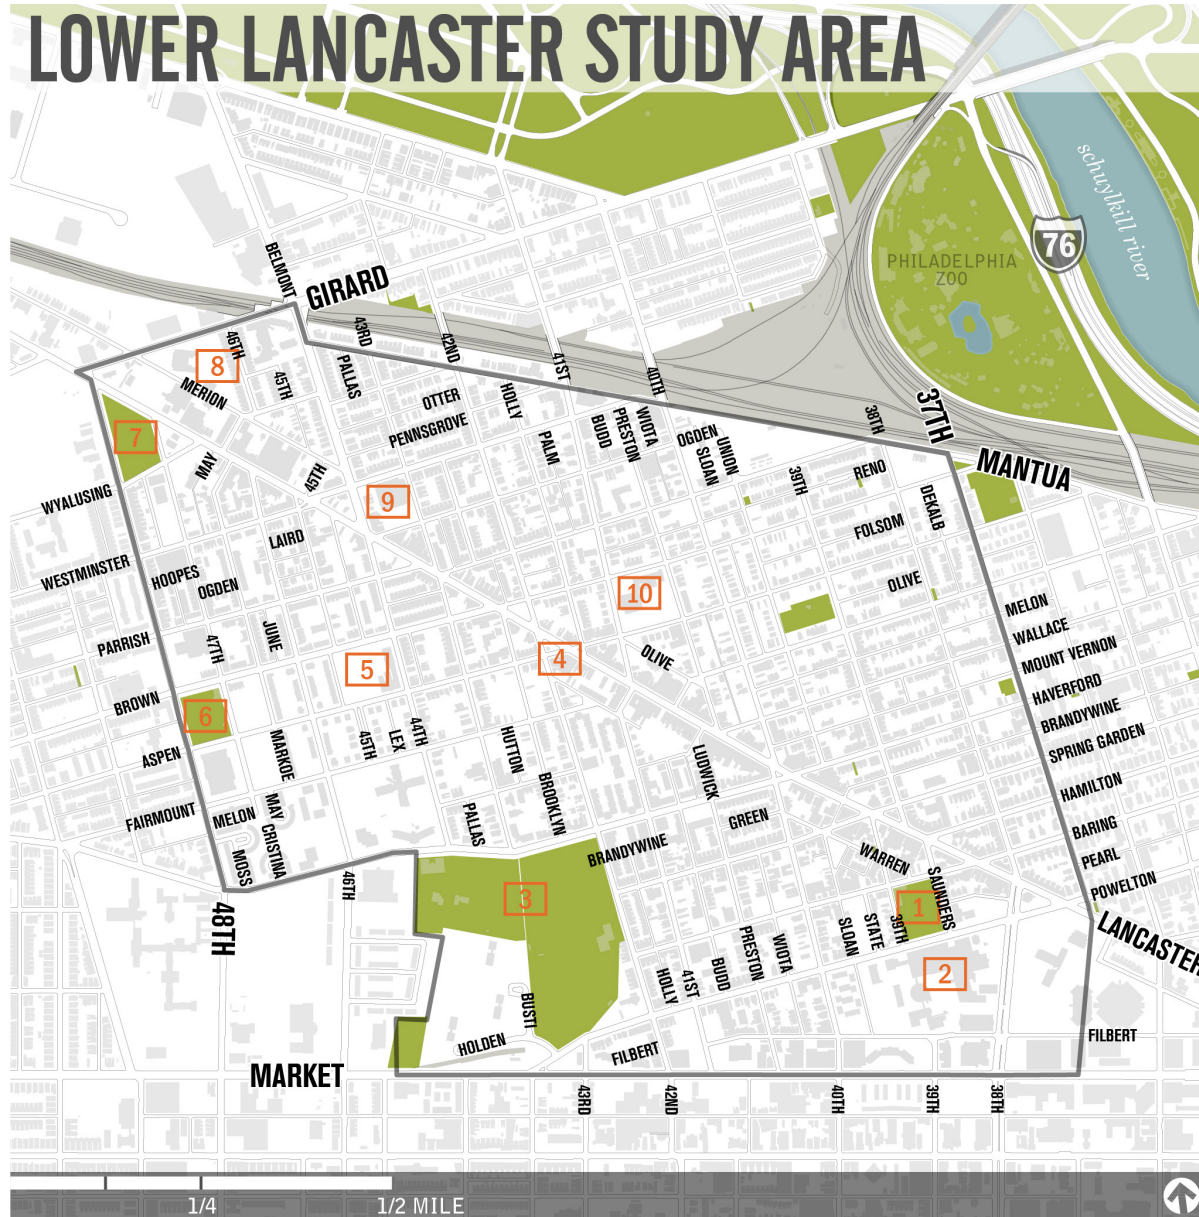 LOWER LANCASTER STUDY AREA
schuylkill river
76
PHILADELPHIA
ZOO
BELMONT
GIRARD
43RD
42ND
41ST
40TH
38TH
37TH
MANTUA
46TH
8
MERION
45TH
PALLAS
OTTER
HOLLY
PENNSGROVE
PALM
BUDD
PRESTON
WIOTA
OGDEN
SLOAN
UNION
39TH
RENO
DEKALB
7
MAY
45TH
9
WYALUSING
LAIRD
FOLSOM
WESTMINSTER
HOOPES
OGDEN
OLIVE
10
MELON
WALLACE
MOUNT VERNON
HAVERFORD
BRANDYWINE
SPRING GARDEN
HAMILTON
BARING
PEARL
POWELTON
LANCASTER
PARRISH
47TH
JUNE
5
4
OLIVE
BROWN
6
ASPEN
MARKOE
45TH
LEX
44TH
HUTTON
BROOKLYN
LUDWICK
FAIRMOUNT
MELON
MAY
CRISTINA
MOSS
PALLAS
GREEN
BRANDYWINE
WARREN
SAUNDERS
46TH
48TH
3
1
39TH
STATE
SLOAN
WIOTA
PRESTON
BUDD
41ST
HOLLY
2
BUSTI
HOLDEN
FILBERT
FILBERT
MARKET
43RD
42ND
40TH
39TH
38TH
1/4
1/2 MILE